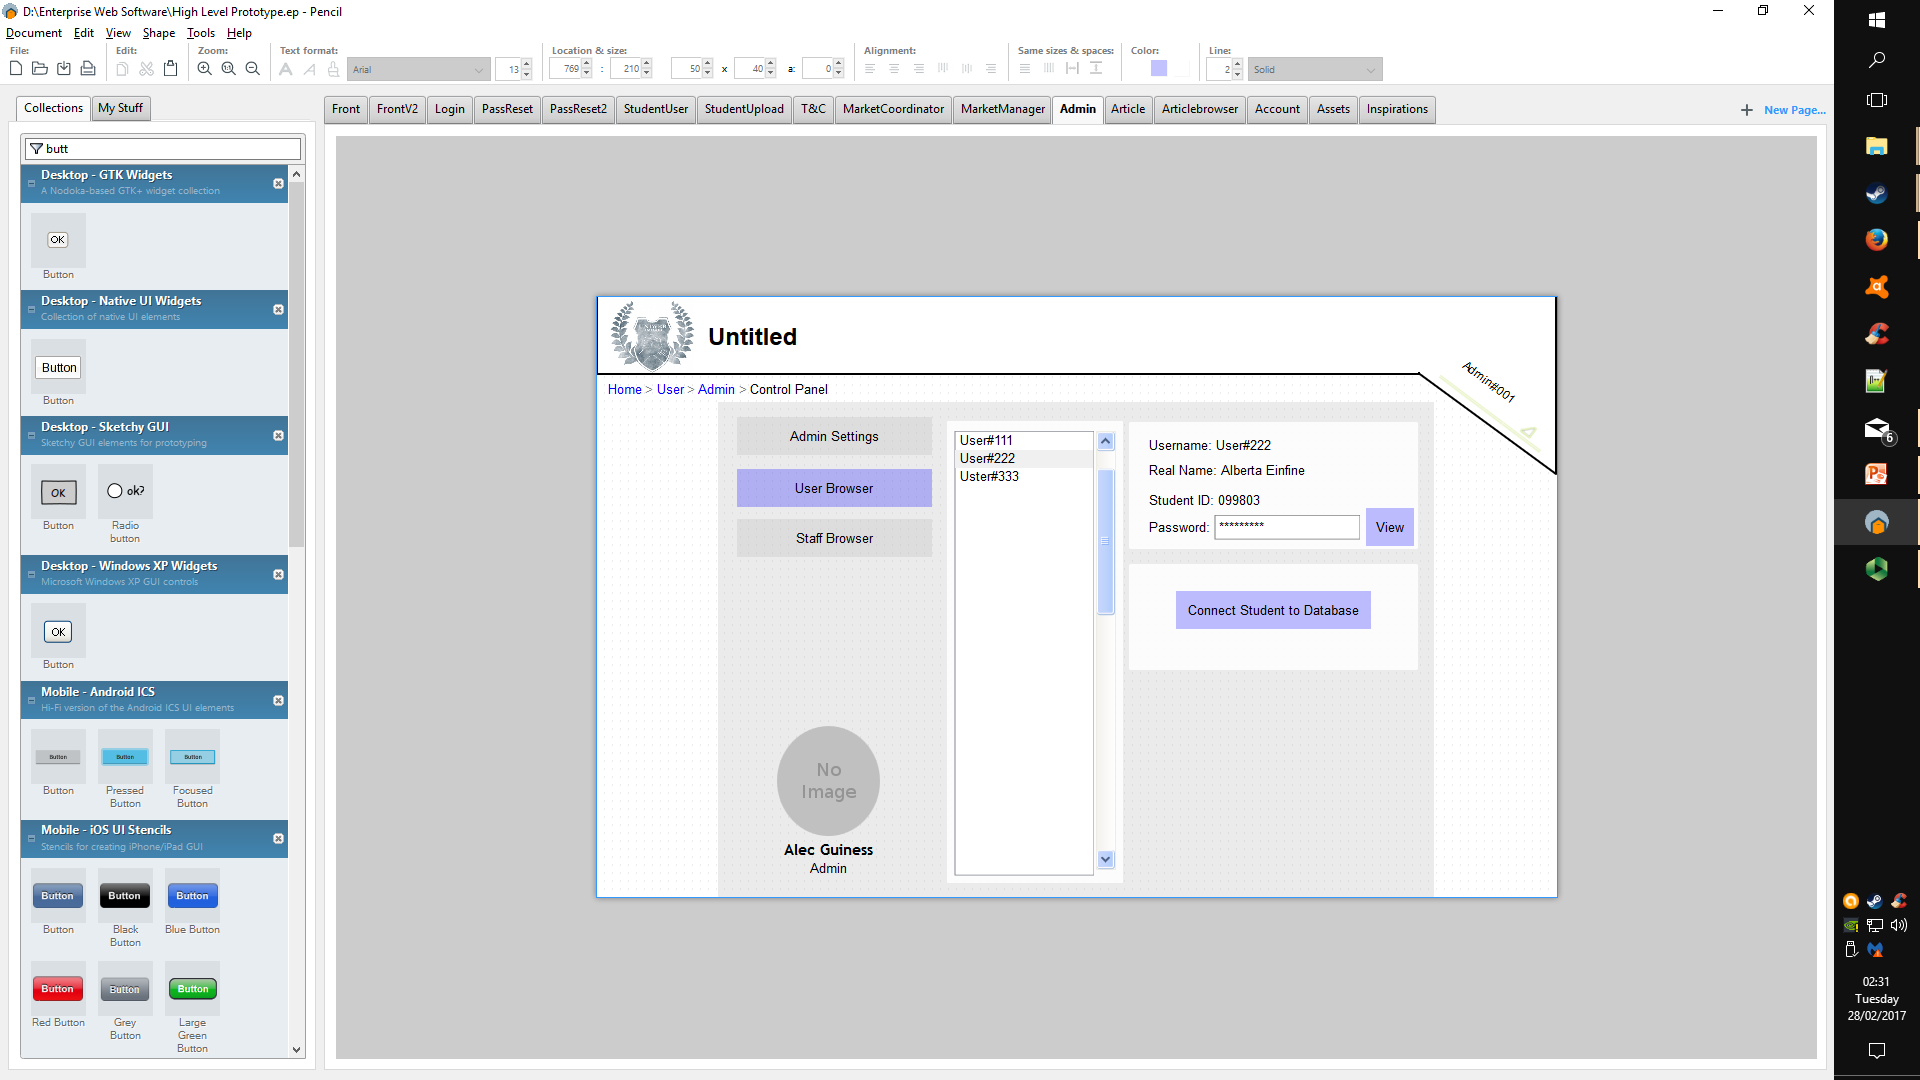 D:\Enterprise Web Software\High Level Prototype.ep - Pencil
Document Edit View Shape Tools Help
File: Edit: Zoom: Text format: Location & size: Alignment: Same sizes & spaces: Color: Line:
Arial 13 769 : 210 50 x 40 a: 0 2 Solid
Collections My Stuff
Front FrontV2 Login PassReset PassReset2 StudentUser StudentUpload T&C MarketCoordinator MarketManager Admin Article Articlebrowser Account Assets Inspirations
New Page...
butt
Desktop - GTK Widgets
A Nodoka-based GTK+ widget collection
OK
Button
Desktop - Native UI Widgets
Collection of native UI elements
Button
Button
Desktop - Sketchy GUI
Sketchy GUI elements for prototyping
OK ok?
Button Radio button
Desktop - Windows XP Widgets
Microsoft Windows XP GUI controls
OK
Button
Mobile - Android ICS
Hi-Fi version of the Android ICS UI elements
Button Button Button
Button Pressed Button Focused Button
Mobile - iOS UI Stencils
Stencils for creating iPhone/iPad GUI
Button Button Button
Button Black Button Blue Button
Button Button Button
Red Button Grey Button Large Green Button
Untitled
Admin#001
Home > User > Admin > Control Panel
Admin Settings
User Browser
Staff Browser
User#111
User#222
Uster#333
Username: User#222
Real Name: Alberta Einfine
Student ID: 099803
Password: ********* View
Connect Student to Database
No
Image
Alec Guiness
Admin
6
02:31
Tuesday
28/02/2017